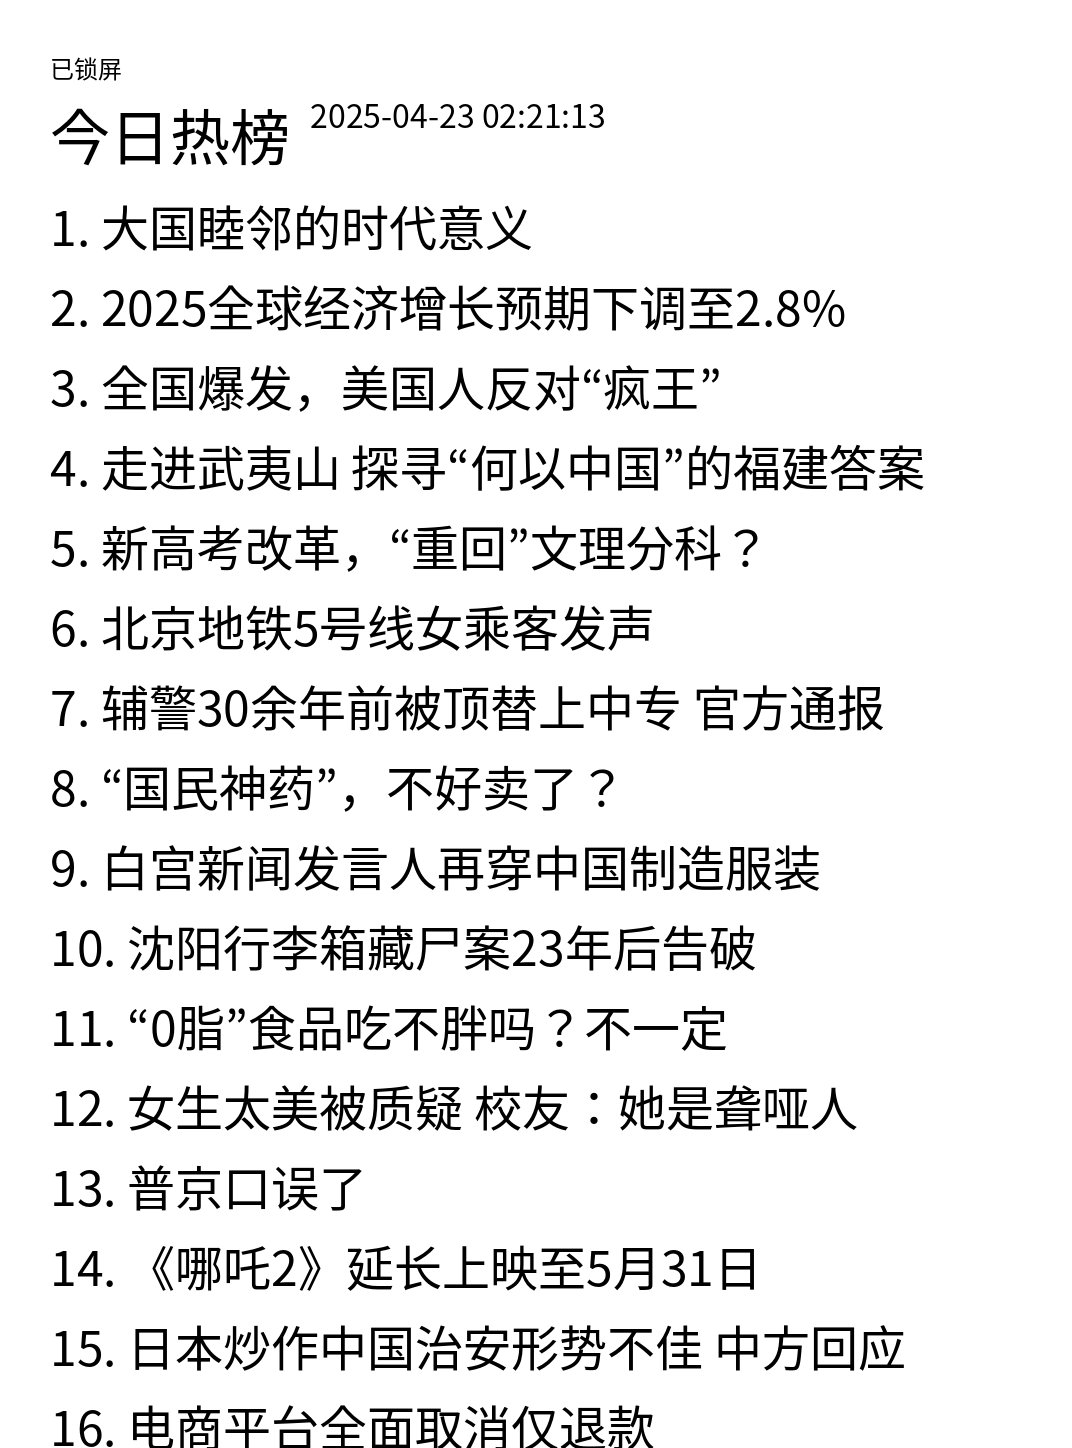 已锁屏
今日热榜 2025-04-23 02:21:13
1. 大国睦邻的时代意义
2. 2025全球经济增长预期下调至2.8%
3. 全国爆发，美国人反对“疯王”
4. 走进武夷山 探寻“何以中国”的福建答案
5. 新高考改革，“重回”文理分科？
6. 北京地铁5号线女乘客发声
7. 辅警30余年前被顶替上中专 官方通报
8. “国民神药”，不好卖了？
9. 白宫新闻发言人再穿中国制造服装
10. 沈阳行李箱藏尸案23年后告破
11. “0脂”食品吃不胖吗？不一定
12. 女生太美被质疑 校友：她是聋哑人
13. 普京口误了
14. 《哪吒2》延长上映至5月31日
15. 日本炒作中国治安形势不佳 中方回应
16. 电商平台全面取消仅退款